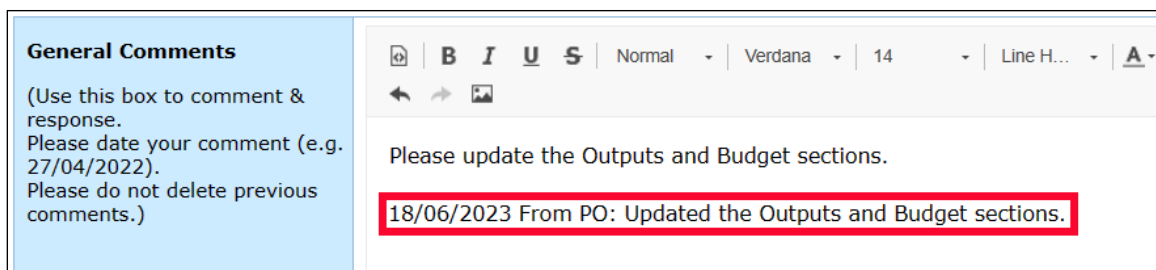 General Comments
(Use this box to comment &
response.
Please date your comment (e.g.
27/04/2022).
Please do not delete previous
comments.)
B I U S Normal Verdana 14 Line H... A
Please update the Outputs and Budget sections.
18/06/2023 From PO: Updated the Outputs and Budget sections.